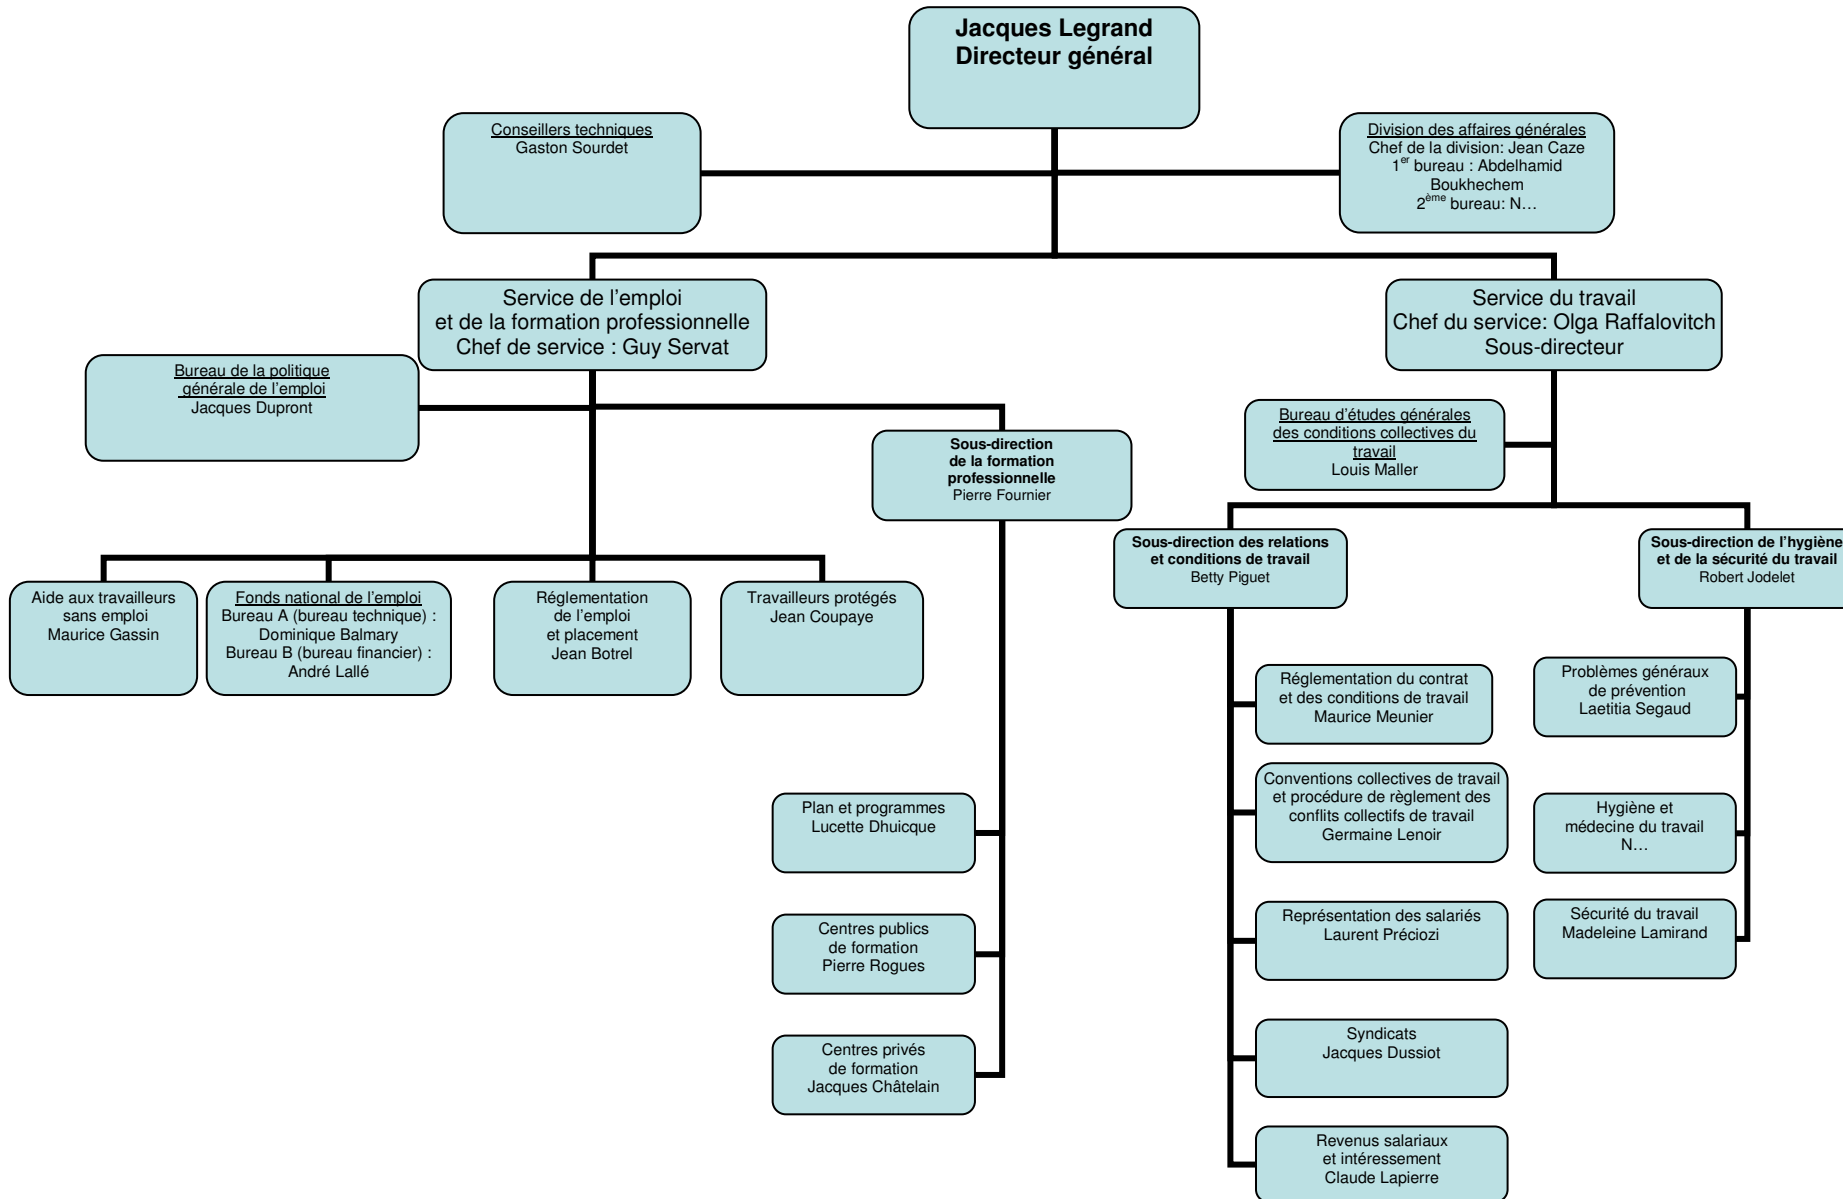 Jacques Legrand
Directeur général
Conseillers techniques
Gaston Sourdet
Division des affaires générales
Chef de la division: Jean Caze
1er bureau : Abdelhamid
Boukhechem
2ème bureau: N…
Service de l’emploi
et de la formation professionnelle
Chef de service : Guy Servat
Service du travail
Chef du service: Olga Raffalovitch
Sous-directeur
Bureau de la politique
générale de l’emploi
Jacques Dupront
Bureau d’études générales
des conditions collectives du
travail
Louis Maller
Sous-direction
de la formation
professionnelle
Pierre Fournier
Sous-direction des relations
et conditions de travail
Betty Piguet
Sous-direction de l’hygiène
et de la sécurité du travail
Robert Jodelet
Aide aux travailleurs
sans emploi
Maurice Gassin
Fonds national de l’emploi
Bureau A (bureau technique) :
Dominique Balmary
Bureau B (bureau financier) :
André Lallé
Réglementation
de l’emploi
et placement
Jean Botrel
Travailleurs protégés
Jean Coupaye
Réglementation du contrat
et des conditions de travail
Maurice Meunier
Problèmes généraux
de prévention
Laetitia Segaud
Conventions collectives de travail
et procédure de règlement des
conflits collectifs de travail
Germaine Lenoir
Plan et programmes
Lucette Dhuicque
Hygiène et
médecine du travail
N…
Représentation des salariés
Laurent Préciozi
Sécurité du travail
Madeleine Lamirand
Centres publics
de formation
Pierre Rogues
Syndicats
Jacques Dussiot
Centres privés
de formation
Jacques Châtelain
Revenus salariaux
et intéressement
Claude Lapierre